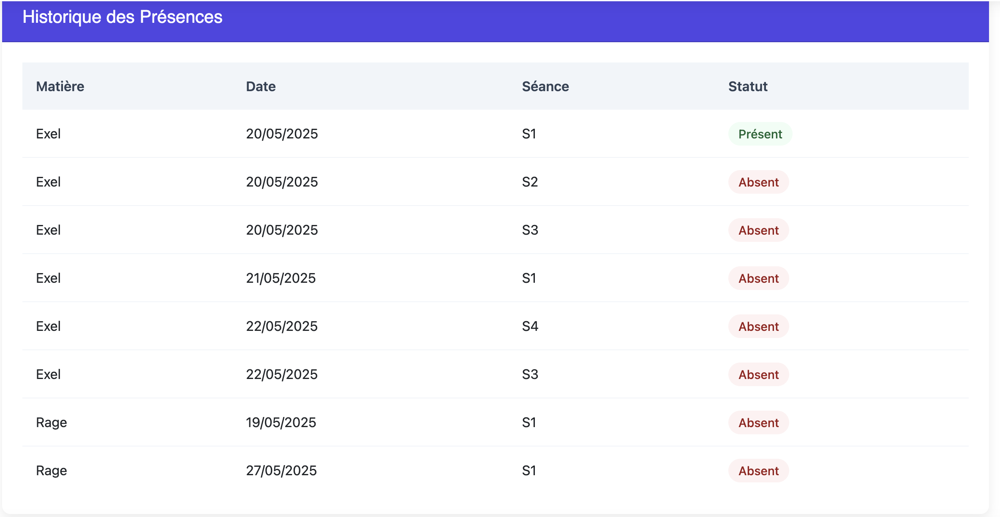 Historique des Présences
Matière Date Séance Statut
Exel 20/05/2025 S1 Présent
Exel 20/05/2025 S2 Absent
Exel 20/05/2025 S3 Absent
Exel 21/05/2025 S1 Absent
Exel 22/05/2025 S4 Absent
Exel 22/05/2025 S3 Absent
Rage 19/05/2025 S1 Absent
Rage 27/05/2025 S1 Absent